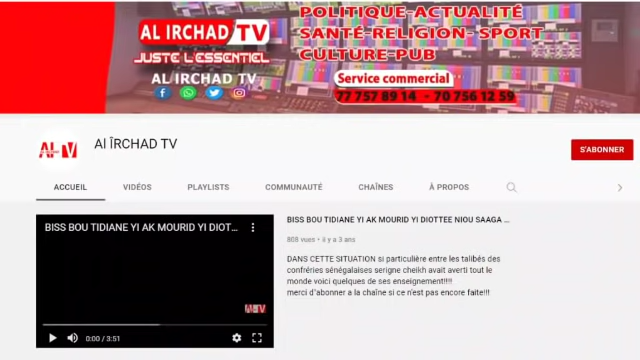 POLITIQUE-ACTUALITÉ
-SANTÉ-RELIGION- SPORT
CULTURE-PUB
AL IRCHAD TV
JUSTE L'ESSENTIEL
AL IRCHAD TV
Service commercial
77 757 89 14 - 70 756 12 59
Al ÎRCHAD TV
S'ABONNER
ACCUEIL VIDÉOS PLAYLISTS COMMUNAUTÉ CHAÎNES À PROPOS
BISS BOU TIDIANE YI AK MOURID YI DIOT...
0:00 / 3:51
BISS BOU TIDIANE YI AK MOURID YI DIOTTEE NIOU SAAGA ...
808 vues • il y a 3 ans
DANS CETTE SITUATION si particulière entre les talibés des
confréries sénégalaises serigne cheikh avait averti tout le
monde voici quelques de ses enseignement!!!!
merci d'abonner a la chaîne si ce n'est pas encore faite!!!